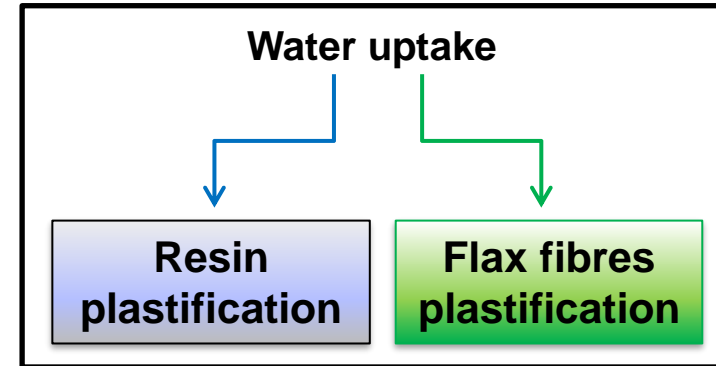 Water uptake
Resin
plastification
Flax fibres
plastification